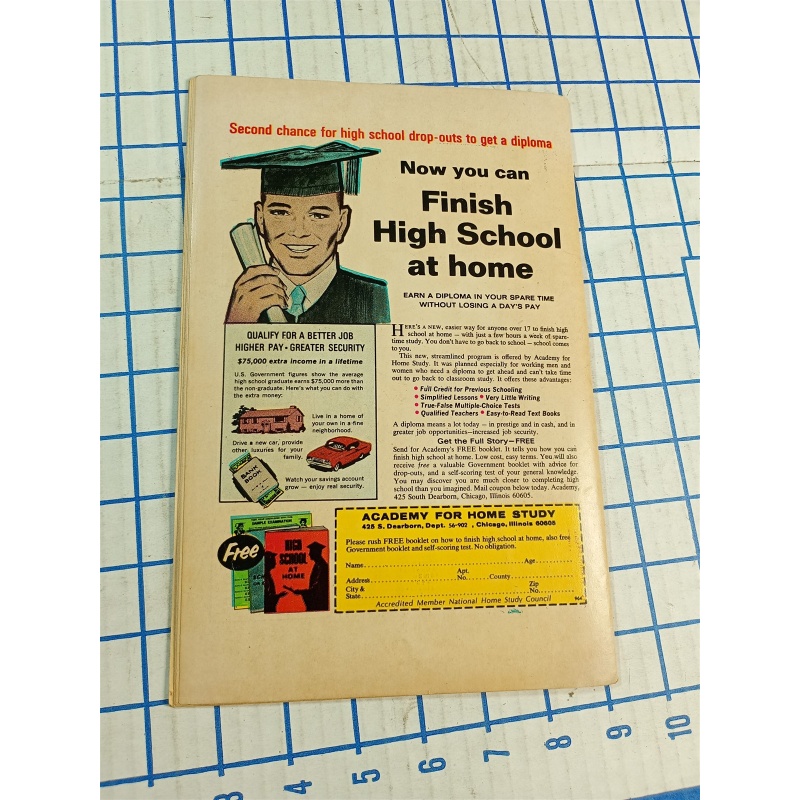 Second chance for high school drop-outs to get a diploma
Now you can
Finish
High School
at home
EARN A DIPLOMA IN YOUR SPARE TIME
WITHOUT LOSING A DAY'S PAY
QUALIFY FOR A BETTER JOB
HIGHER PAY • GREATER SECURITY
$75,000 extra income in a lifetime
U.S. Government figures show the average
high school graduate earns $75,000 more than
the non-graduate. Here's what you can do with
the extra money:
Live in a home of
your own in a fine
neighborhood.
Drive a new car, provide
other luxuries for your
family.
BANK
BOOK
Watch your savings account
grow — enjoy real security.
HERE'S A NEW, easier way for anyone over 17 to finish high
school at home — with just a few hours a week of spare-
time study. You don't have to go back to school — school comes
to you.
This new, streamlined program is offered by Academy for
Home Study. It was planned especially for working men and
women who need a diploma to get ahead and can't take time
out to go back to classroom study. It offers these advantages:
• Full Credit for Previous Schooling
• Simplified Lessons • Very Little Writing
• True-False Multiple-Choice Tests
• Qualified Teachers • Easy-to-Read Text Books
A diploma means a lot today — in prestige and in cash, and in
greater job opportunities—increased job security.
Get the Full Story—FREE
Send for Academy's FREE booklet. It tells you how you can
finish high school at home. Low cost, easy terms. You will also
receive free a valuable Government booklet with advice for
drop-outs, and a self-scoring test of your general knowledge.
You may discover you are much closer to completing high
school than you imagined. Mail coupon below today. Academy,
425 South Dearborn, Chicago, Illinois 60605.
Free
SAMPLE EXAMINATION
HIGH
SCHOOL
AT
HOME
ACADEMY FOR HOME STUDY
425 S. Dearborn, Dept. 56-902, Chicago, Illinois 60605
Please rush FREE booklet on how to finish high school at home, also free
Government booklet and self-scoring test. No obligation.
Name Age
Apt.
Address No. County
City & Zip
State No.
Accredited Member National Home Study Council
3 4 5 6 7 8 9 10